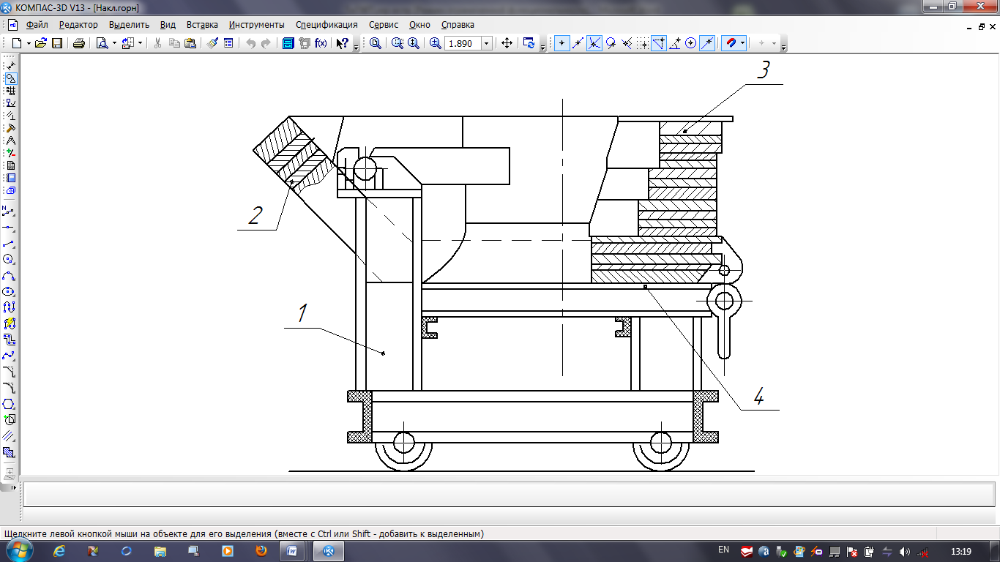 КОМПАС-3D V13 - [Накл.горн]
Файл Редактор Выделить Вид Вставка Инструменты Спецификация Сервис Окно Справка
f(x) 1.890
3
2
1
4
Щелкните левой кнопкой мыши на объекте для его выделения (вместе с Ctrl или Shift - добавить к выделенным)
EN 13:19